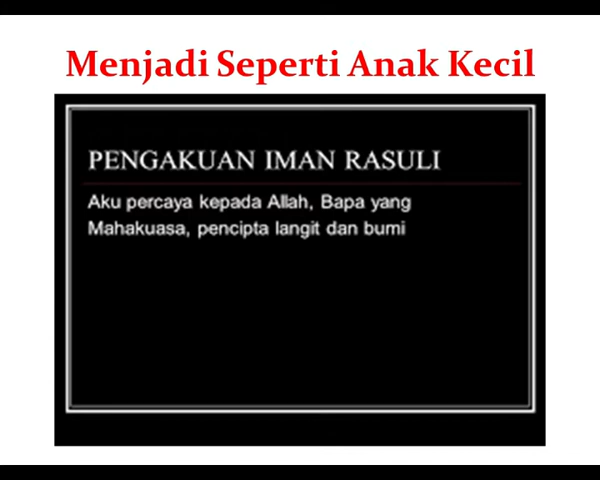 Menjadi Seperti Anak Kecil
PENGAKUAN IMAN RASULI
Aku percaya kepada Allah, Bapa yang
Mahakuasa, pencipta langit dan bumi